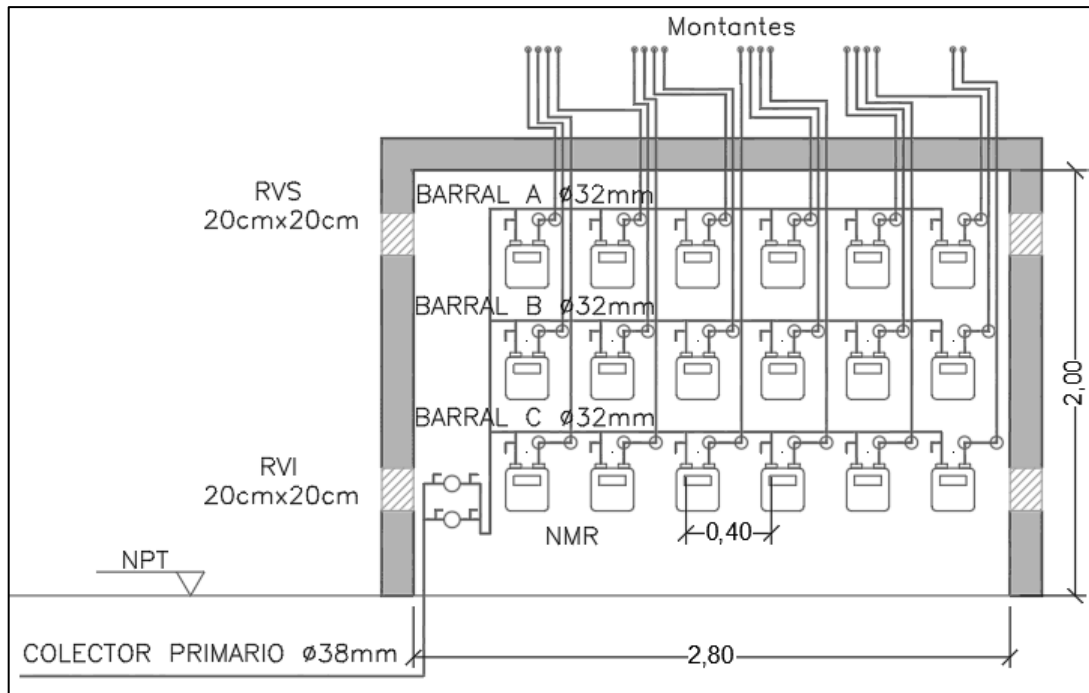 Montantes
RVS
20cmx20cm
BARRAL A ø32mm
BARRAL B ø32mm
2,00
BARRAL C ø32mm
RVI
20cmx20cm
NMR
0,40
NPT
COLECTOR PRIMARIO ø38mm
2,80